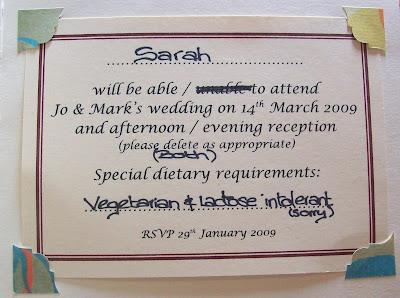 Sarah
will be able / unable to attend
Jo & Mark's wedding on 14th March 2009
and afternoon / evening reception
(please delete as appropriate)
(Both)
Special dietary requirements:
Vegetarian & lactose intolerant
(sorry)
RSVP 29th January 2009